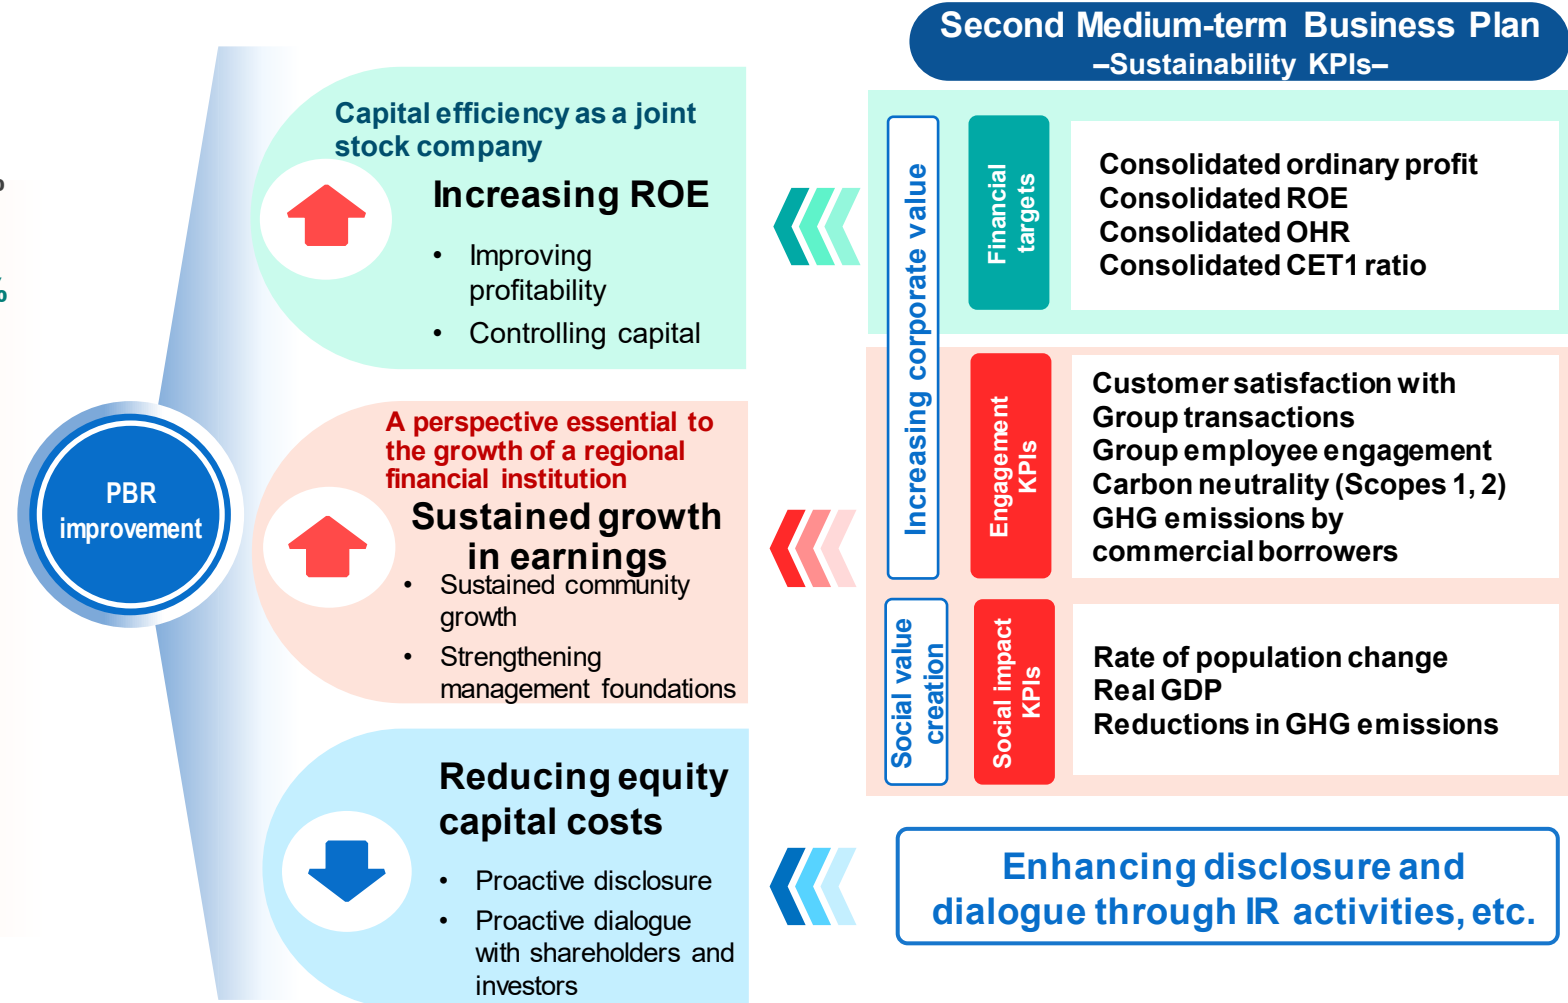 Second Medium-term Business Plan
–Sustainability KPIs–
%
%
PBR
improvement
Capital efficiency as a joint
stock company
Increasing ROE
• Improving
profitability
• Controlling capital
A perspective essential to
the growth of a regional
financial institution
Sustained growth
in earnings
• Sustained community
growth
• Strengthening
management foundations
Reducing equity
capital costs
• Proactive disclosure
• Proactive dialogue
with shareholders and
investors
Increasing corporate value
Financial
targets
Consolidated ordinary profit
Consolidated ROE
Consolidated OHR
Consolidated CET1 ratio
Engagement
KPIs
Customer satisfaction with
Group transactions
Group employee engagement
Carbon neutrality (Scopes 1, 2)
GHG emissions by
commercial borrowers
Social value
creation
Social impact
KPIs
Rate of population change
Real GDP
Reductions in GHG emissions
Enhancing disclosure and
dialogue through IR activities, etc.